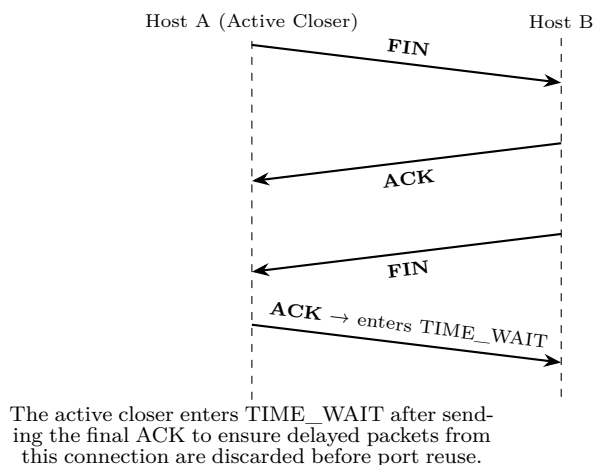 Host A (Active Closer)
Host B
FIN
ACK
FIN
ACK → enters TIME_WAIT
The active closer enters TIME_WAIT after send-
ing the final ACK to ensure delayed packets from
this connection are discarded before port reuse.